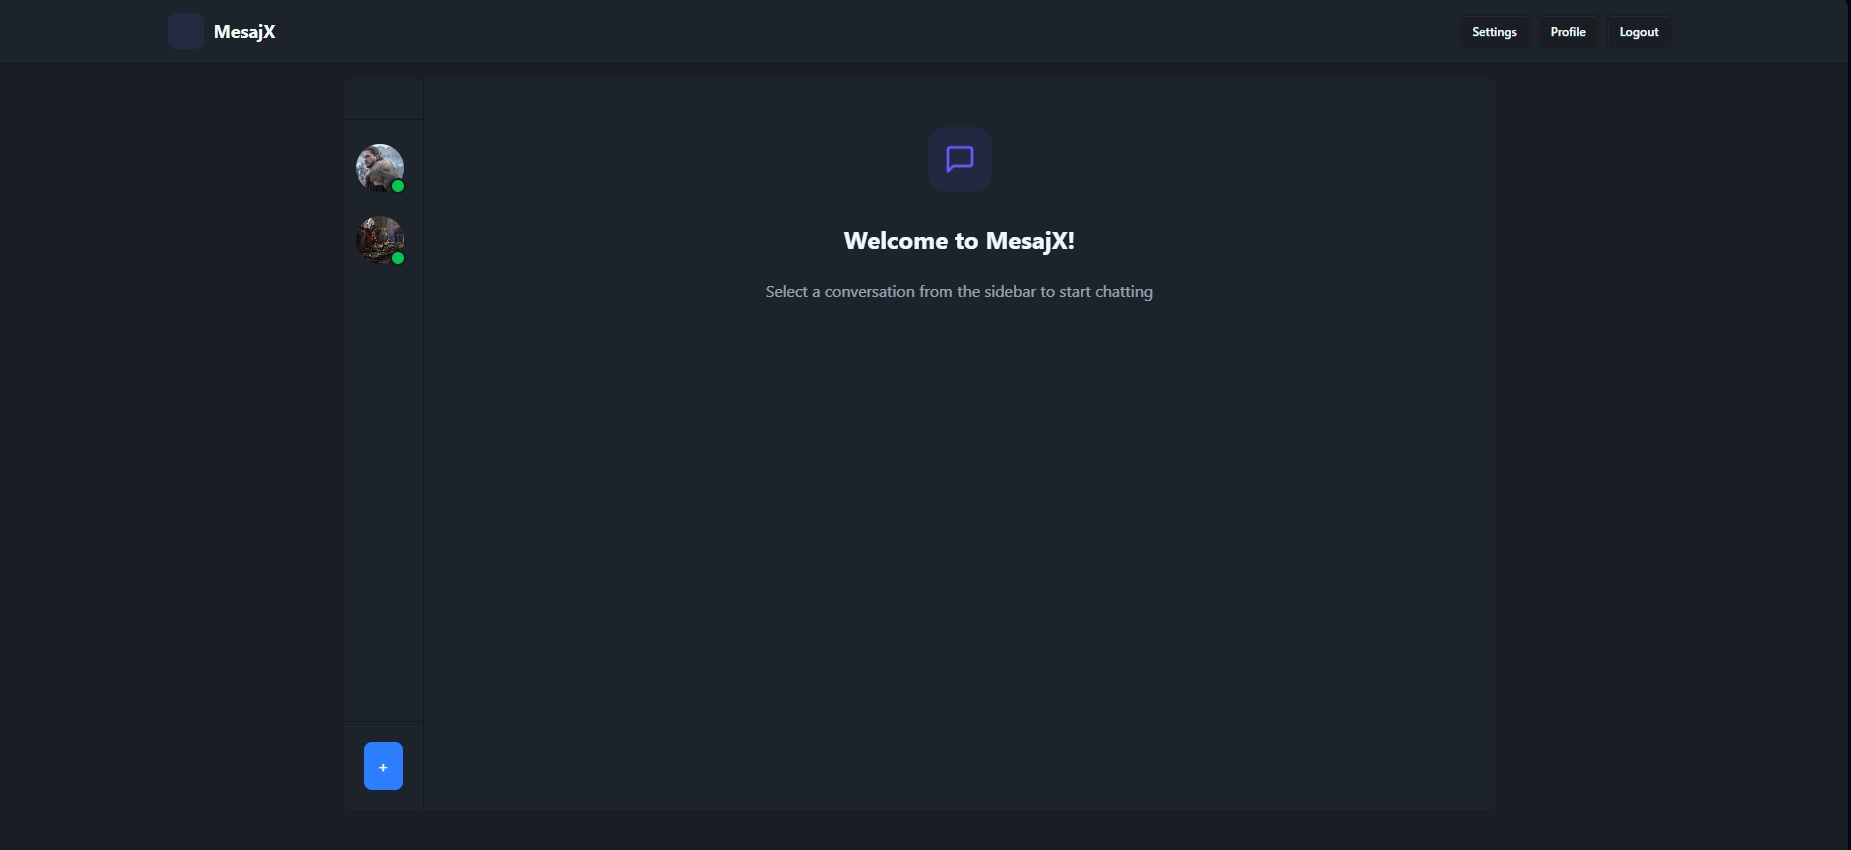 MesajX
Settings
Profile
Logout
Welcome to MesajX!
Select a conversation from the sidebar to start chatting
+